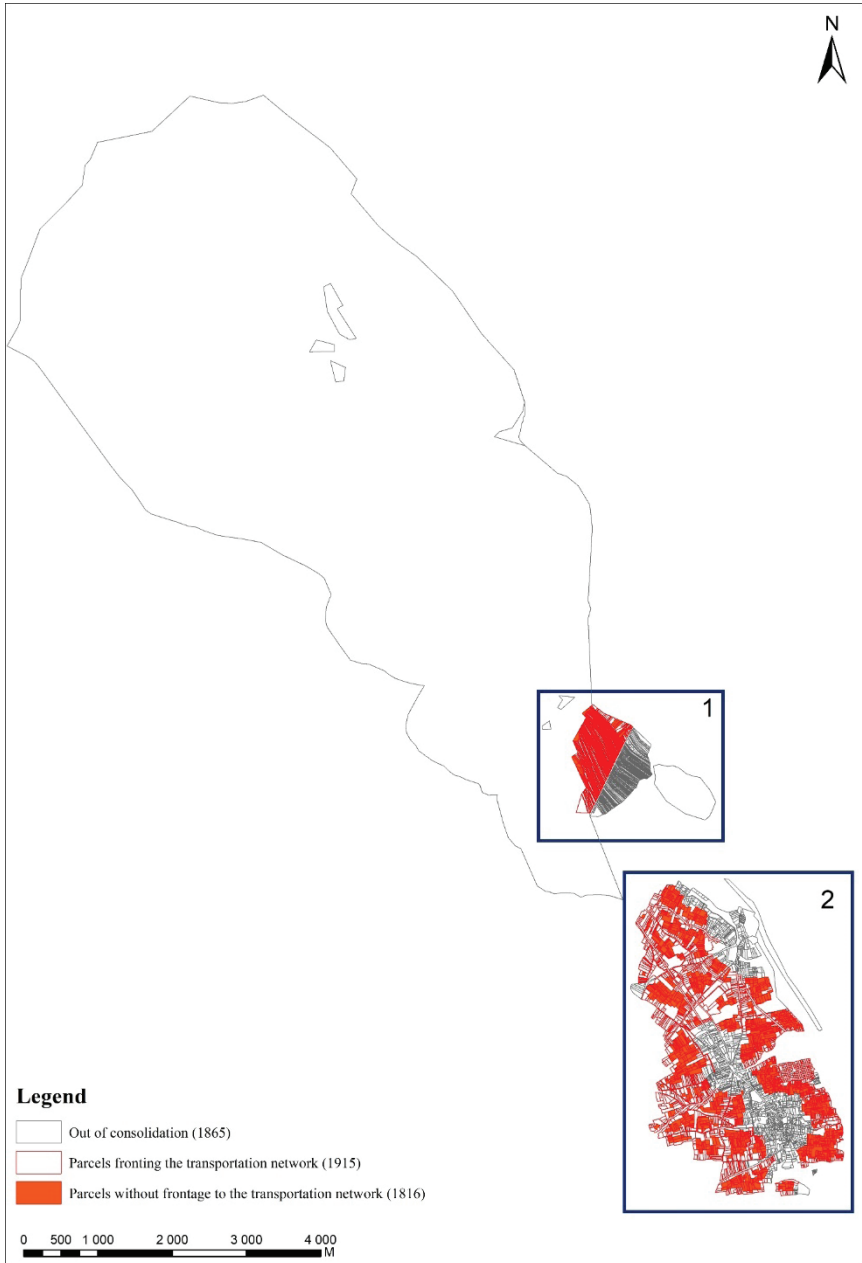 N
1
2
Legend
Out of consolidation (1865)
Parcels fronting the transportation network (1915)
Parcels without frontage to the transportation network (1816)
0 500 1 000 2 000 3 000 4 000
M